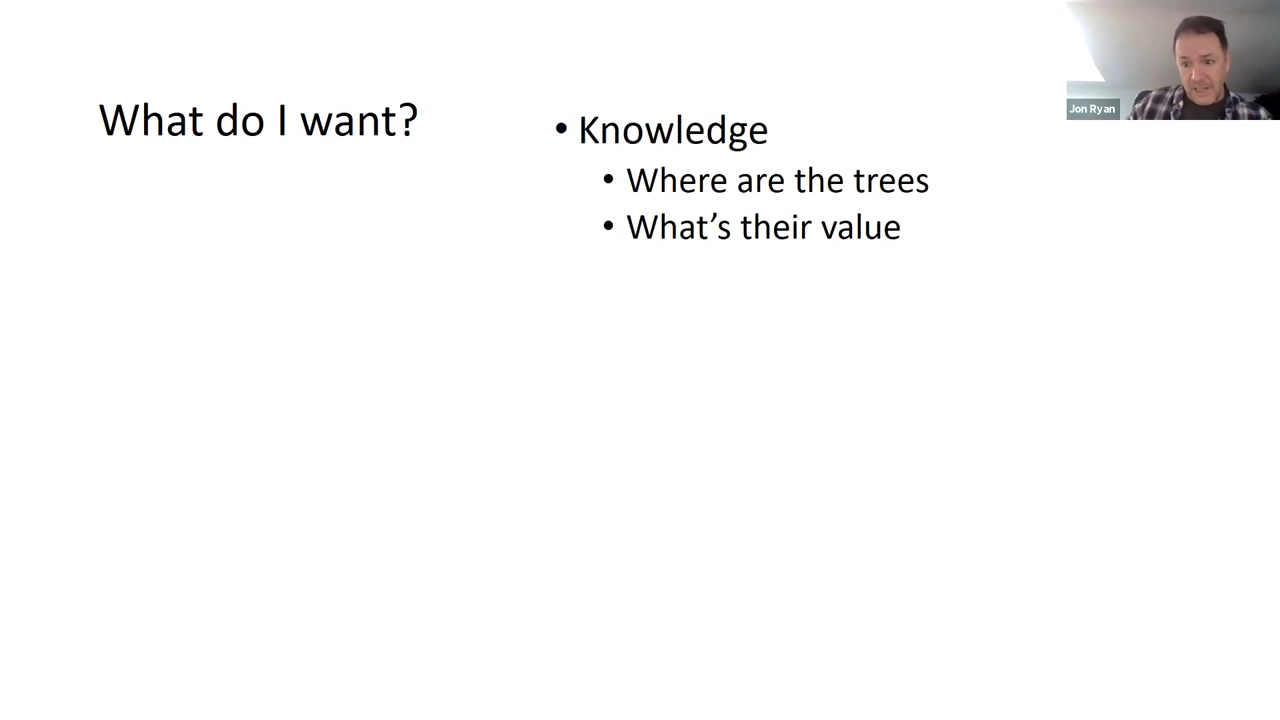 What do I want?
• Knowledge
• Where are the trees
• What's their value
Jon Ryan